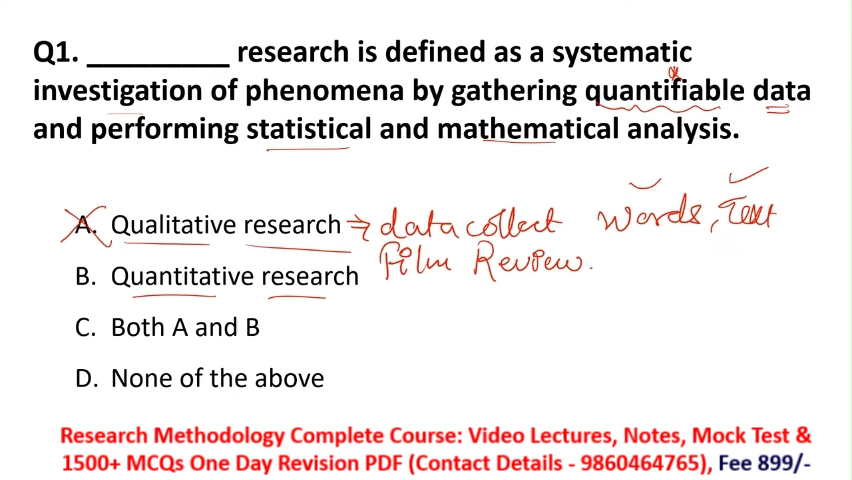 Q1. __________ research is defined as a systematic
investigation of phenomena by gathering quantifiable data
and performing statistical and mathematical analysis.
A. Qualitative research → data collect words, Text
Film Review.
B. Quantitative research
C. Both A and B
D. None of the above
Research Methodology Complete Course: Video Lectures, Notes, Mock Test &
1500+ MCQs One Day Revision PDF (Contact Details - 9860464765), Fee 899/-